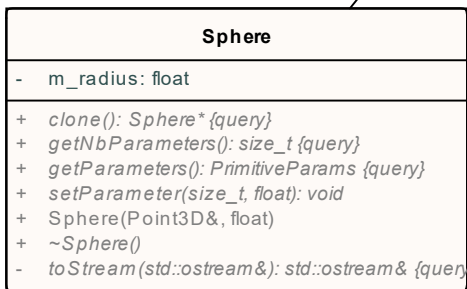 Sphere
- m_radius: float
+ clone(): Sphere* {query}
+ getNbParameters(): size_t {query}
+ getParameters(): PrimitiveParams {query}
+ setParameter(size_t, float): void
+ Sphere(Point3D&, float)
+ ~Sphere()
- toStream(std::ostream&): std::ostream& {query